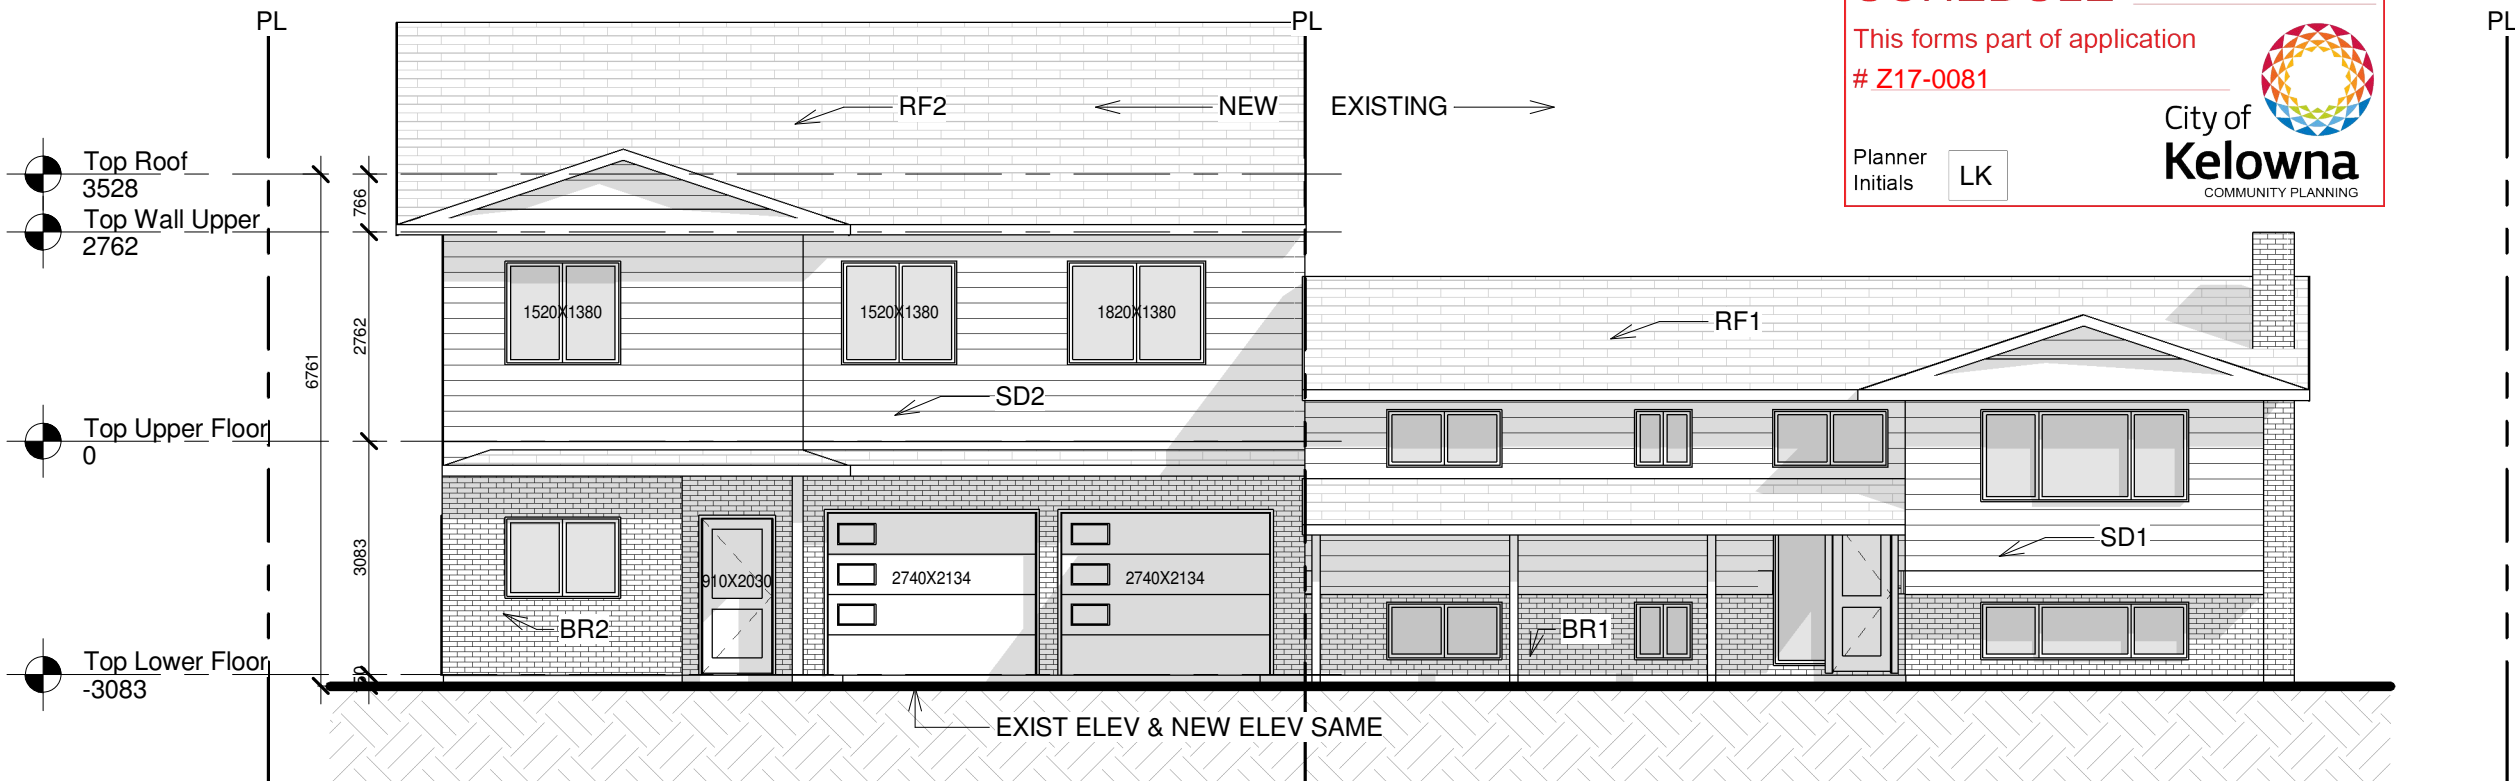 PL
PL
PL
This forms part of application
# Z17-0081
City of
Kelowna
COMMUNITY PLANNING
Planner
Initials
LK
RF2
NEW
EXISTING
Top Roof
3528
Top Wall Upper
2762
766
2762
6761
3083
1520X1380
1520X1380
1820X1380
RF1
SD2
Top Upper Floor
0
SD1
910X2030
2740X2134
2740X2134
BR2
BR1
Top Lower Floor
-3083
EXIST ELEV & NEW ELEV SAME